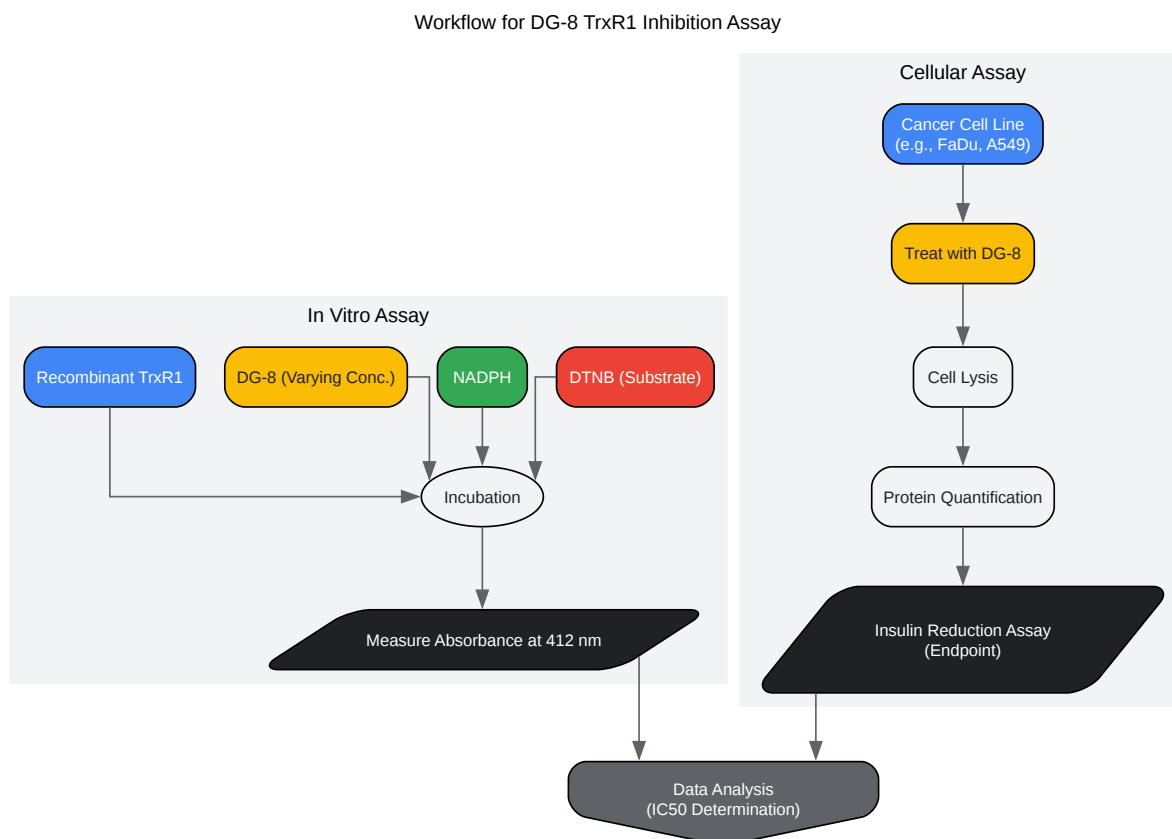 Workflow for DG-8 TrxR1 Inhibition Assay
Cellular Assay
Cancer Cell Line
(e.g., FaDu, A549)
Treat with DG-8
Cell Lysis
Protein Quantification
Insulin Reduction Assay
(Endpoint)
In Vitro Assay
Recombinant TrxR1
DG-8 (Varying Conc.)
NADPH
DTNB (Substrate)
Incubation
Measure Absorbance at 412 nm
Data Analysis
(IC50 Determination)